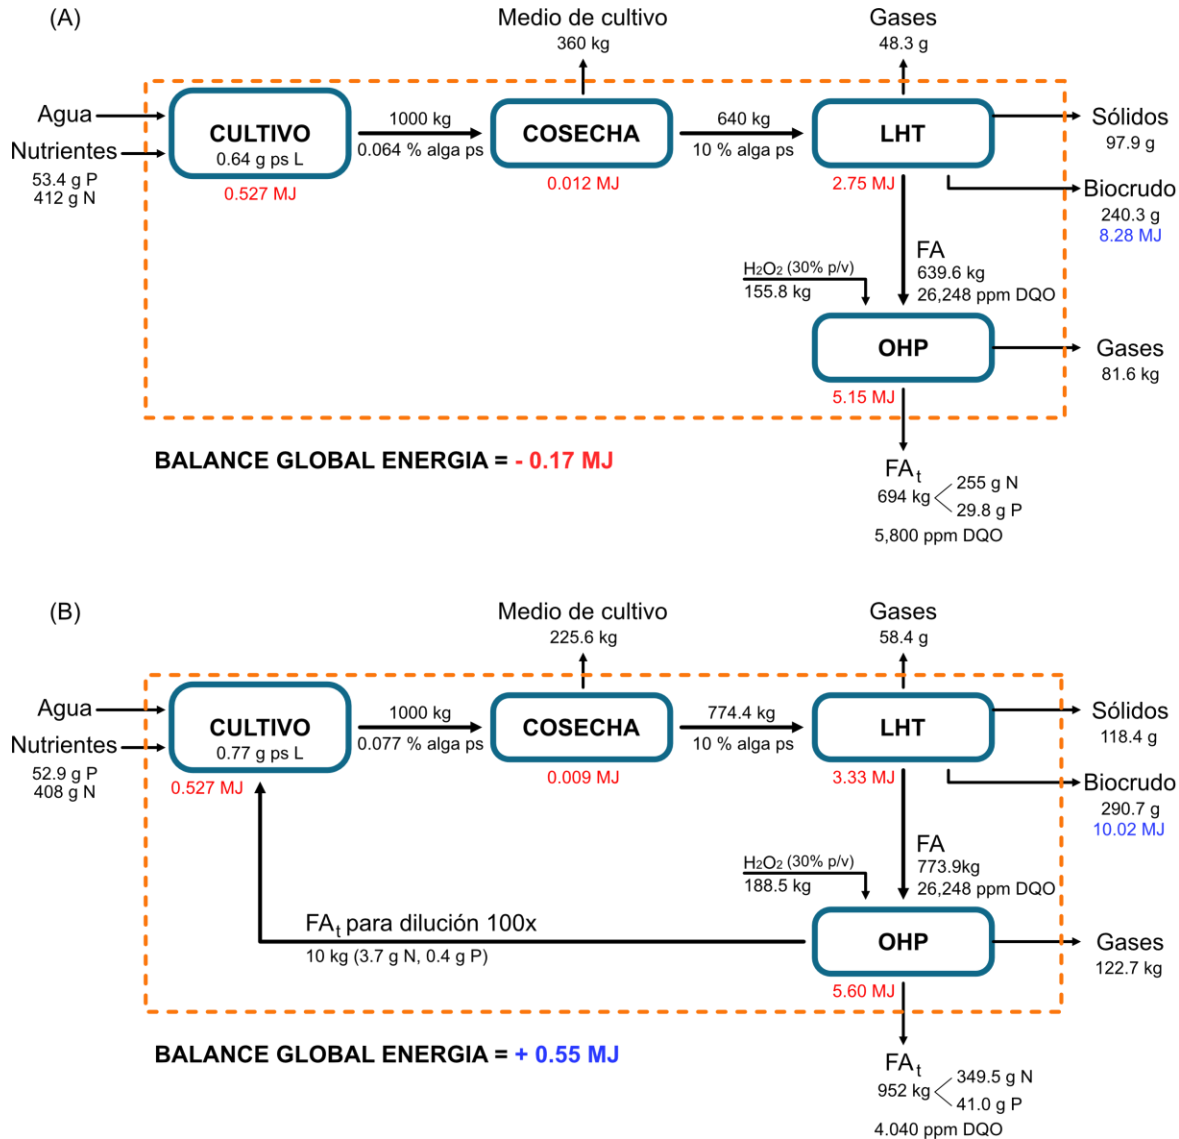 (A)
Medio de cultivo
360 kg
Gases
48.3 g
Agua
Nutrientes
53.4 g P
412 g N
CULTIVO
0.64 g ps L
0.527 MJ
1000 kg
0.064 % alga ps
COSECHA
0.012 MJ
640 kg
10 % alga ps
LHT
2.75 MJ
Sólidos
97.9 g
Biocrudo
240.3 g
8.28 MJ
FA
639.6 kg
26,248 ppm DQO
H₂O₂ (30% p/v)
155.8 kg
OHP
5.15 MJ
Gases
81.6 kg
BALANCE GLOBAL ENERGIA = - 0.17 MJ
FAₜ
694 kg
255 g N
29.8 g P
5,800 ppm DQO
(B)
Medio de cultivo
225.6 kg
Gases
58.4 g
Agua
Nutrientes
52.9 g P
408 g N
CULTIVO
0.77 g ps L
0.527 MJ
1000 kg
0.077 % alga ps
COSECHA
0.009 MJ
774.4 kg
10 % alga ps
LHT
3.33 MJ
Sólidos
118.4 g
Biocrudo
290.7 g
10.02 MJ
FA
773.9kg
26,248 ppm DQO
H₂O₂ (30% p/v)
188.5 kg
FAₜ para dilución 100x
10 kg (3.7 g N, 0.4 g P)
OHP
5.60 MJ
Gases
122.7 kg
BALANCE GLOBAL ENERGIA = + 0.55 MJ
FAₜ
952 kg
349.5 g N
41.0 g P
4.040 ppm DQO